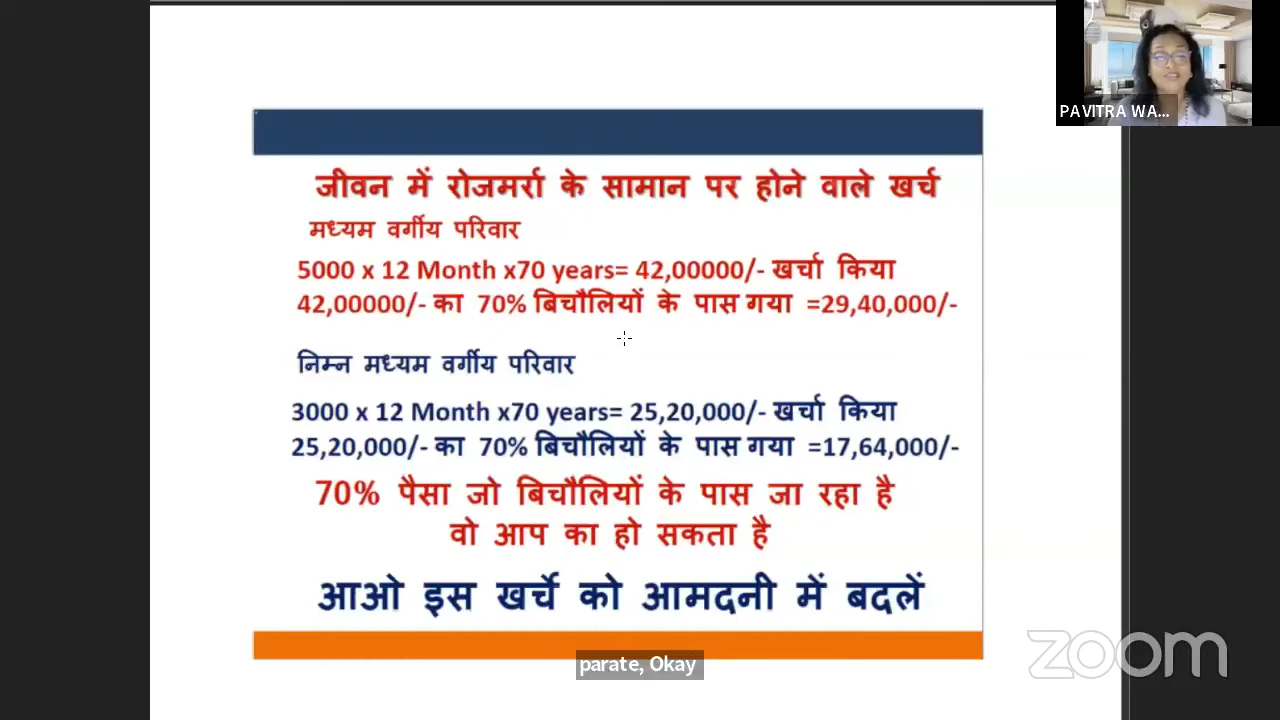 PAVITRA WA...
जीवन में रोजमर्रा के सामान पर होने वाले खर्च
मध्यम वर्गीय परिवार
5000 x 12 Month x70 years= 42,00000/- खर्चा किया
42,00000/- का 70% बिचौलियों के पास गया =29,40,000/-
निम्न मध्यम वर्गीय परिवार
3000 x 12 Month x70 years= 25,20,000/- खर्चा किया
25,20,000/- का 70% बिचौलियों के पास गया =17,64,000/-
70% पैसा जो बिचौलियों के पास जा रहा है
वो आप का हो सकता है
आओ इस खर्चे को आमदनी में बदलें
zoom
parate, Okay